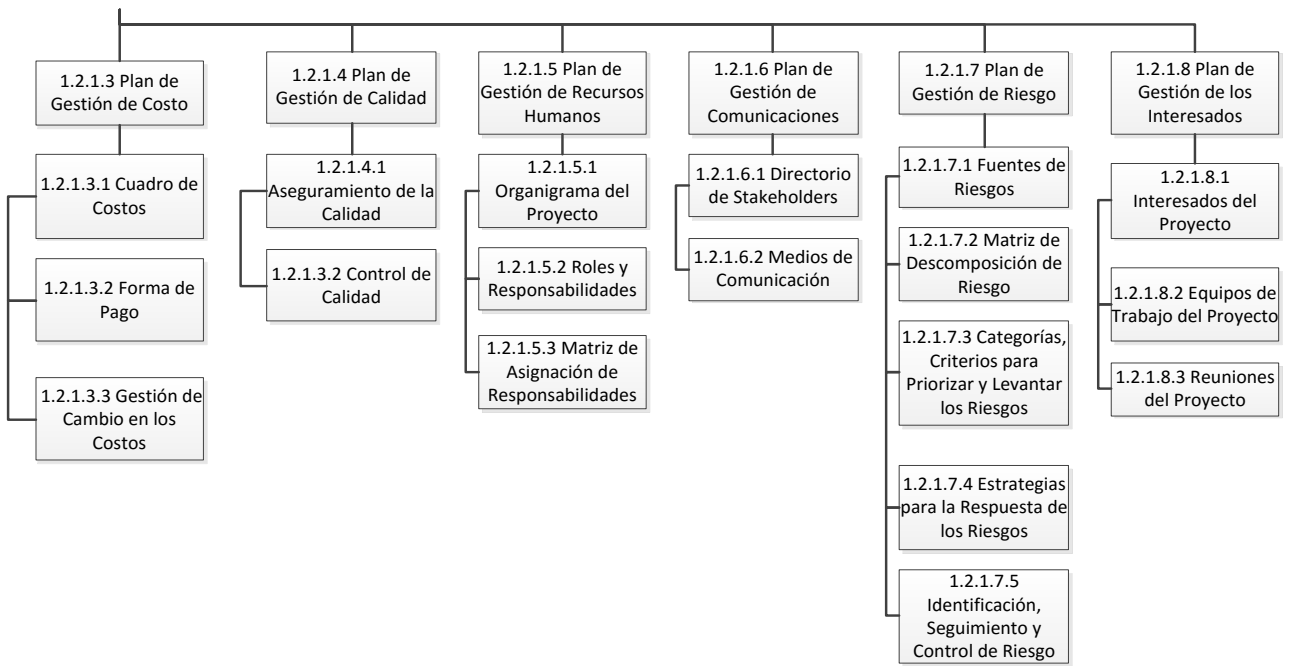 1.2.1.3 Plan de
Gestión de Costo
1.2.1.3.1 Cuadro de
Costos
1.2.1.3.2 Forma de
Pago
1.2.1.3.3 Gestión de
Cambio en los
Costos
1.2.1.4 Plan de
Gestión de Calidad
1.2.1.4.1
Aseguramiento de la
Calidad
1.2.1.3.2 Control de
Calidad
1.2.1.5 Plan de
Gestión de Recursos
Humanos
1.2.1.5.1
Organigrama del
Proyecto
1.2.1.5.2 Roles y
Responsabilidades
1.2.1.5.3 Matriz de
Asignación de
Responsabilidades
1.2.1.6 Plan de
Gestión de
Comunicaciones
1.2.1.6.1 Directorio
de Stakeholders
1.2.1.6.2 Medios de
Comunicación
1.2.1.7 Plan de
Gestión de Riesgo
1.2.1.7.1 Fuentes de
Riesgos
1.2.1.7.2 Matriz de
Descomposición de
Riesgo
1.2.1.7.3 Categorías,
Criterios para
Priorizar y Levantar
los Riesgos
1.2.1.7.4 Estrategias
para la Respuesta de
los Riesgos
1.2.1.7.5
Identificación,
Seguimiento y
Control de Riesgo
1.2.1.8 Plan de
Gestión de los
Interesados
1.2.1.8.1
Interesados del
Proyecto
1.2.1.8.2 Equipos de
Trabajo del Proyecto
1.2.1.8.3 Reuniones
del Proyecto